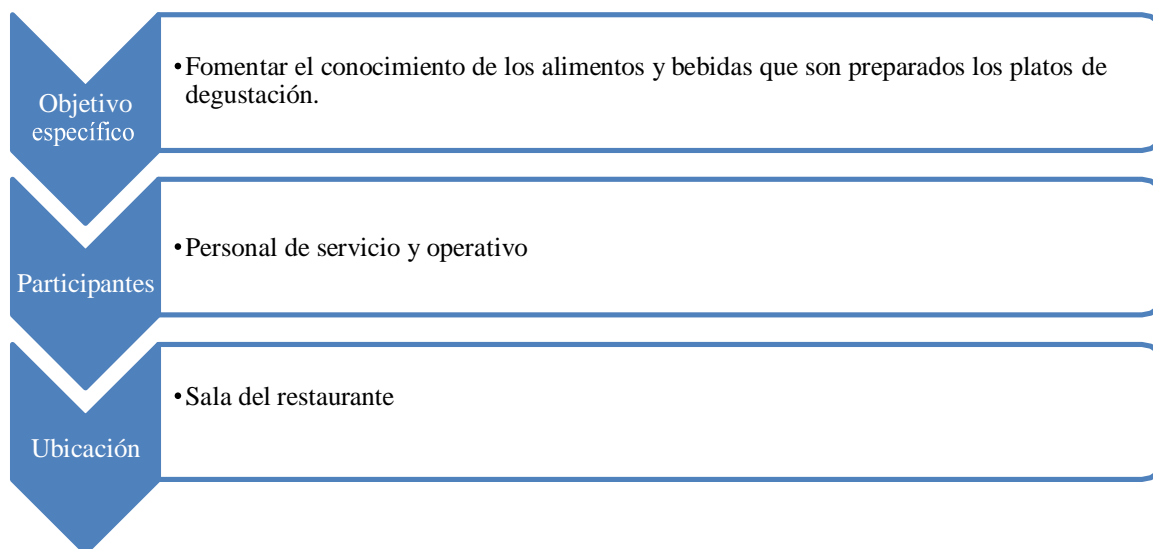 Objetivo
específico
•Fomentar el conocimiento de los alimentos y bebidas que son preparados los platos de
degustación.
Participantes
•Personal de servicio y operativo
Ubicación
•Sala del restaurante